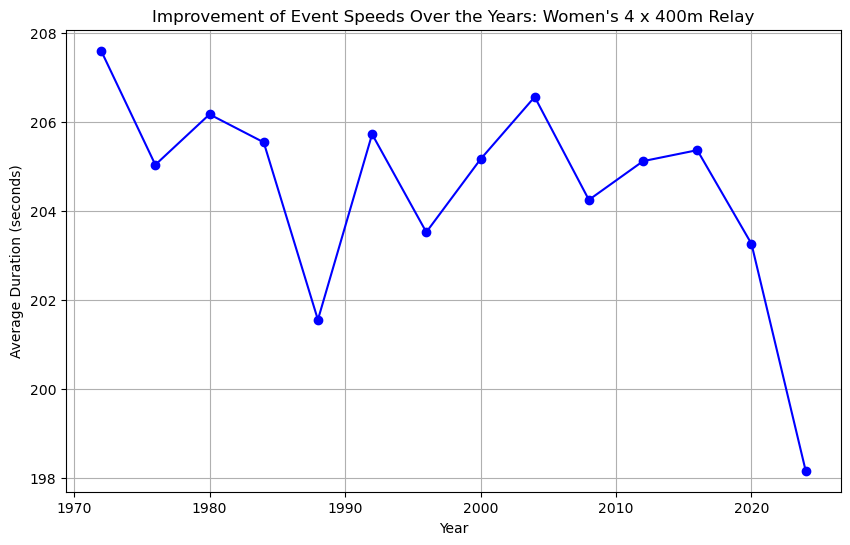 Improvement of Event Speeds Over the Years: Women's 4 x 400m Relay
208
206
204
202
200
198
Average Duration (seconds)
1970 1980 1990 2000 2010 2020
Year